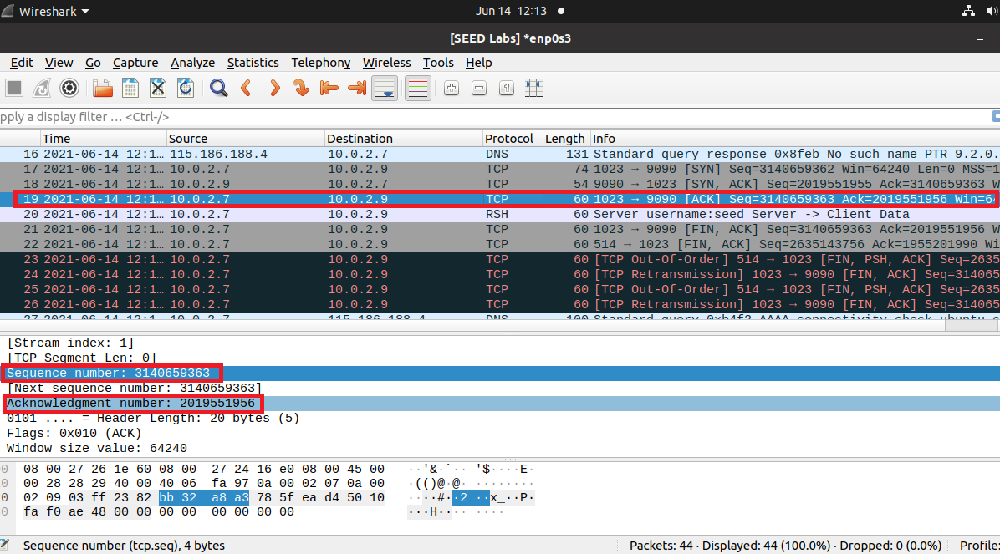 Wireshark
Jun 14 12:13
[SEED Labs] *enp0s3
Edit View Go Capture Analyze Statistics Telephony Wireless Tools Help
pply a display filter … <Ctrl-/>
Time Source Destination Protocol Length Info
16 2021-06-14 12:1… 115.186.188.4 10.0.2.7 DNS 131 Standard query response 0x8feb No such name PTR 9.2.0.
17 2021-06-14 12:1… 10.0.2.7 10.0.2.9 TCP 74 1023 → 9090 [SYN] Seq=3140659362 Win=64240 Len=0 MSS=1
18 2021-06-14 12:1… 10.0.2.9 10.0.2.7 TCP 54 9090 → 1023 [SYN, ACK] Seq=2019551955 Ack=3140659363 W
19 2021-06-14 12:1… 10.0.2.7 10.0.2.9 TCP 60 1023 → 9090 [ACK] Seq=3140659363 Ack=2019551956 Win=64
20 2021-06-14 12:1… 10.0.2.7 10.0.2.9 RSH 60 Server username:seed Server -> Client Data
21 2021-06-14 12:1… 10.0.2.7 10.0.2.9 TCP 60 1023 → 9090 [FIN, ACK] Seq=3140659363 Ack=2019551956 W
22 2021-06-14 12:1… 10.0.2.7 10.0.2.9 TCP 60 514 → 1023 [FIN, ACK] Seq=2635143756 Ack=1955201990 Wi
23 2021-06-14 12:1… 10.0.2.7 10.0.2.9 TCP 60 [TCP Out-Of-Order] 514 → 1023 [FIN, PSH, ACK] Seq=2635
24 2021-06-14 12:1… 10.0.2.7 10.0.2.9 TCP 60 [TCP Retransmission] 1023 → 9090 [FIN, ACK] Seq=314065
25 2021-06-14 12:1… 10.0.2.7 10.0.2.9 TCP 60 [TCP Out-Of-Order] 514 → 1023 [FIN, PSH, ACK] Seq=2635
26 2021-06-14 12:1… 10.0.2.7 10.0.2.9 TCP 60 [TCP Retransmission] 1023 → 9090 [FIN, ACK] Seq=314065
27 2021-06-14 12:1… 10.0.2.7 115.186.188.4 DNS 100 Standard query 0xb4f2 AAAA connectivity-check.ubuntu.c
[Stream index: 1]
[TCP Segment Len: 0]
Sequence number: 3140659363
[Next sequence number: 3140659363]
Acknowledgment number: 2019551956
0101 .... = Header Length: 20 bytes (5)
Flags: 0x010 (ACK)
Window size value: 64240
0 08 00 27 26 1e 60 08 00 27 24 16 e0 08 00 45 00 ··'&·`·· '$····E·
0 00 28 28 29 40 00 40 06 fa 97 0a 00 02 07 0a 00 ·(()@·@· ········
0 02 09 03 ff 23 82 bb 32 a8 a3 78 5f ea d4 50 10 ····#··2 ··x_··P·
0 fa f0 ae 48 00 00 00 00 00 00 00 00 ···H···· ····
Sequence number (tcp.seq), 4 bytes
Packets: 44 · Displayed: 44 (100.0%) · Dropped: 0 (0.0%)
Profile: